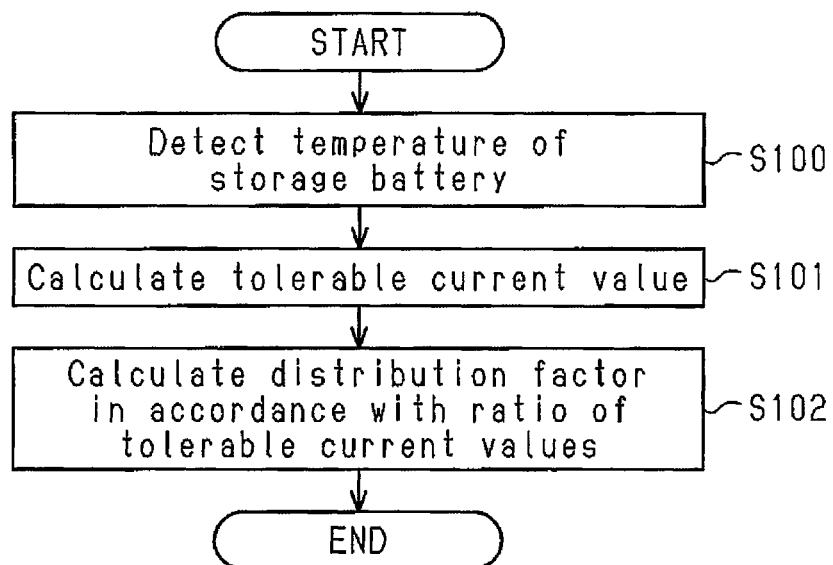 START
Detect temperature of
storage battery
S100
Calculate tolerable current value
S101
Calculate distribution factor
in accordance with ratio of
tolerable current values
S102
END